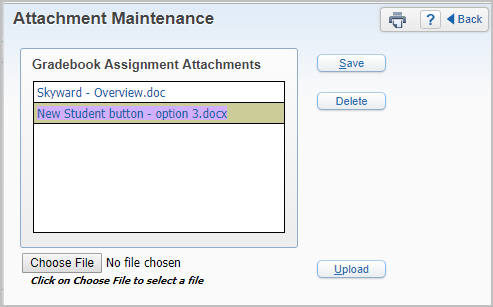 Attachment Maintenance
? Back
Gradebook Assignment Attachments
Save
Skyward - Overview.doc
Delete
New Student button - option 3.docx
Choose File No file chosen
Upload
Click on Choose File to select a file